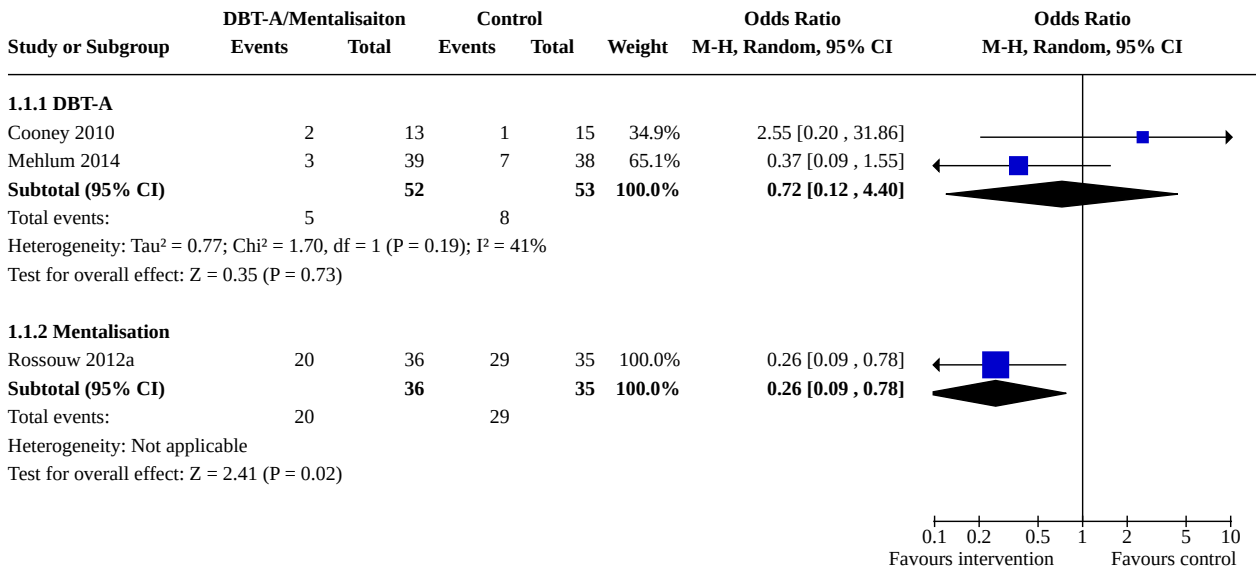 DBT-A/Mentalisaiton Control Odds Ratio Odds Ratio
Study or Subgroup Events Total Events Total Weight M-H, Random, 95% CI M-H, Random, 95% CI
1.1.1 DBT-A
Cooney 2010 2 13 1 15 34.9% 2.55 [0.20 , 31.86]
Mehlum 2014 3 39 7 38 65.1% 0.37 [0.09 , 1.55]
Subtotal (95% CI) 52 53 100.0% 0.72 [0.12 , 4.40]
Total events: 5 8
Heterogeneity: Tau² = 0.77; Chi² = 1.70, df = 1 (P = 0.19); I² = 41%
Test for overall effect: Z = 0.35 (P = 0.73)
1.1.2 Mentalisation
Rossouw 2012a 20 36 29 35 100.0% 0.26 [0.09 , 0.78]
Subtotal (95% CI) 36 35 100.0% 0.26 [0.09 , 0.78]
Total events: 20 29
Heterogeneity: Not applicable
Test for overall effect: Z = 2.41 (P = 0.02)
0.1 0.2 0.5 1 2 5 10
Favours intervention Favours control